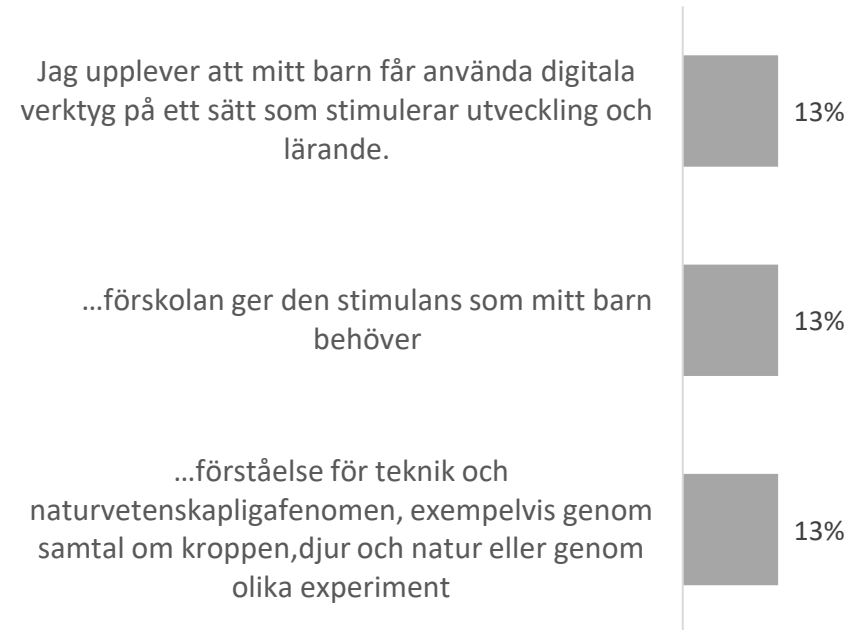 Jag upplever att mitt barn får använda digitala
verktyg på ett sätt som stimulerar utveckling och
lärande.
13%
...förskolan ger den stimulans som mitt barn
behöver
13%
...förståelse för teknik och
naturvetenskapligafenomen, exempelvis genom
samtal om kroppen,djur och natur eller genom
olika experiment
13%